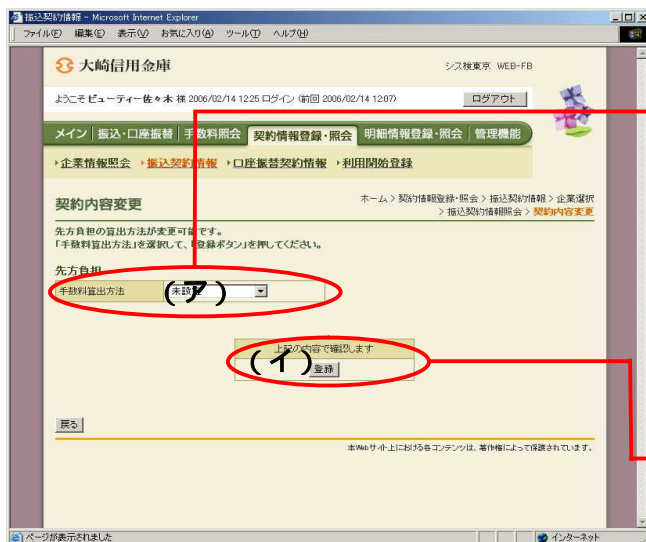 振込契約情報 - Microsoft Internet Explorer
ファイル(F) 編集(E) 表示(V) お気に入り(A) ツール(T) ヘルプ(H)
大崎信用金庫
シス検東京 WEB-FB
ようこそ ビューティー佐々木 様 2006/02/14 1225 ログイン (前回 2006/02/14 1207)
ログアウト
メイン 振込・口座振替 手数料照会 契約情報登録・照会 明細情報登録・照会 管理機能
企業情報照会 振込契約情報 口座振替契約情報 利用開始登録
契約内容変更
ホーム > 契約情報登録・照会 > 振込契約情報 > 企業選択
> 振込契約情報照会 > 契約内容変更
先方負担の算出方法が変更可能です。
「手数料算出方法」を選択して、「登録ボタン」を押してください。
先方負担
手数料算出方法 未設定
(ア)
上記の内容で確認します
(イ)
登録
戻る
本Webサイト上における各コンテンツは、著作権によって保護されています。
ページが表示されました
インターネット